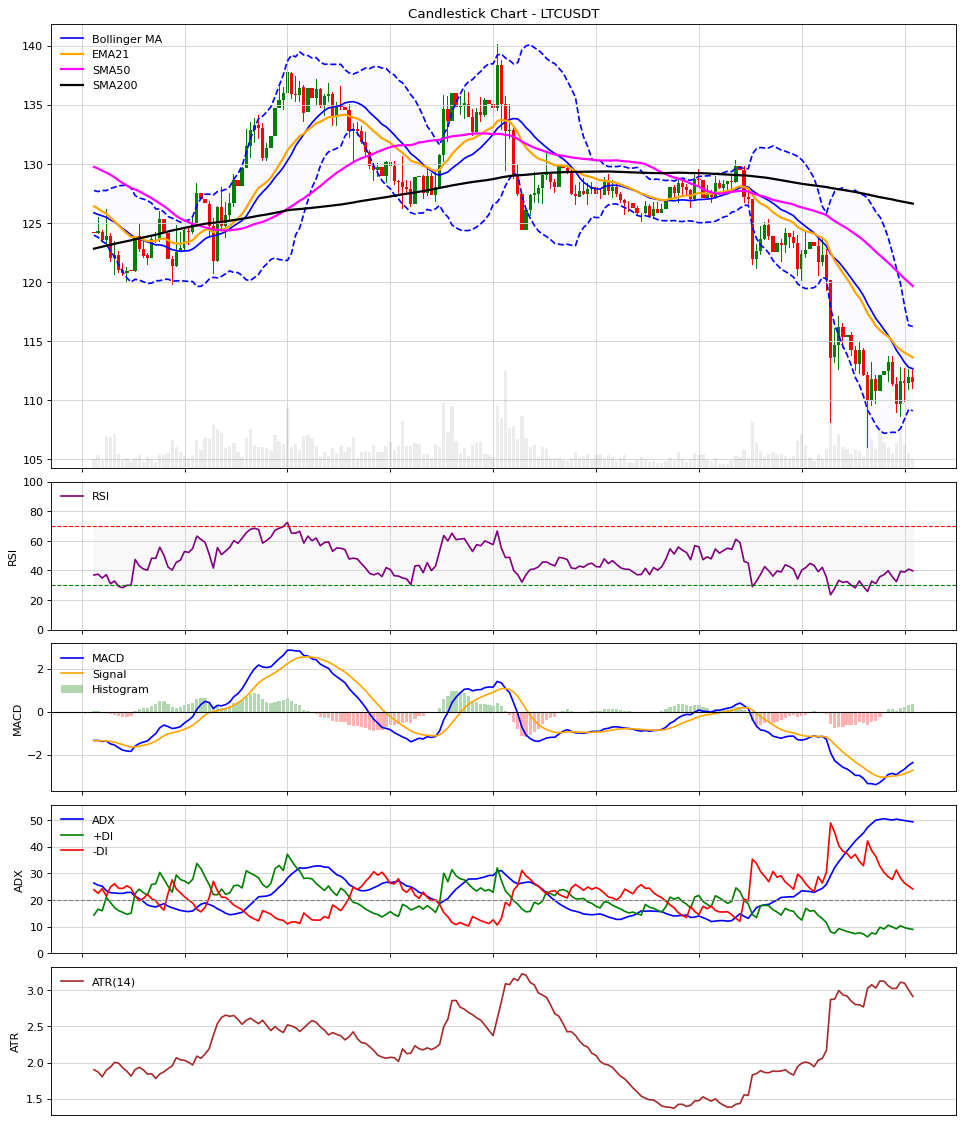 Candlestick Chart - LTCUSDT
Bollinger MA
EMA21
SMA50
SMA200
140
135
130
125
120
115
110
105
RSI
100
80
60
40
20
0
RSI
MACD
Signal
Histogram
2
0
−2
MACD
ADX
+DI
-DI
50
40
30
20
10
0
ADX
ATR(14)
3.0
2.5
2.0
1.5
ATR